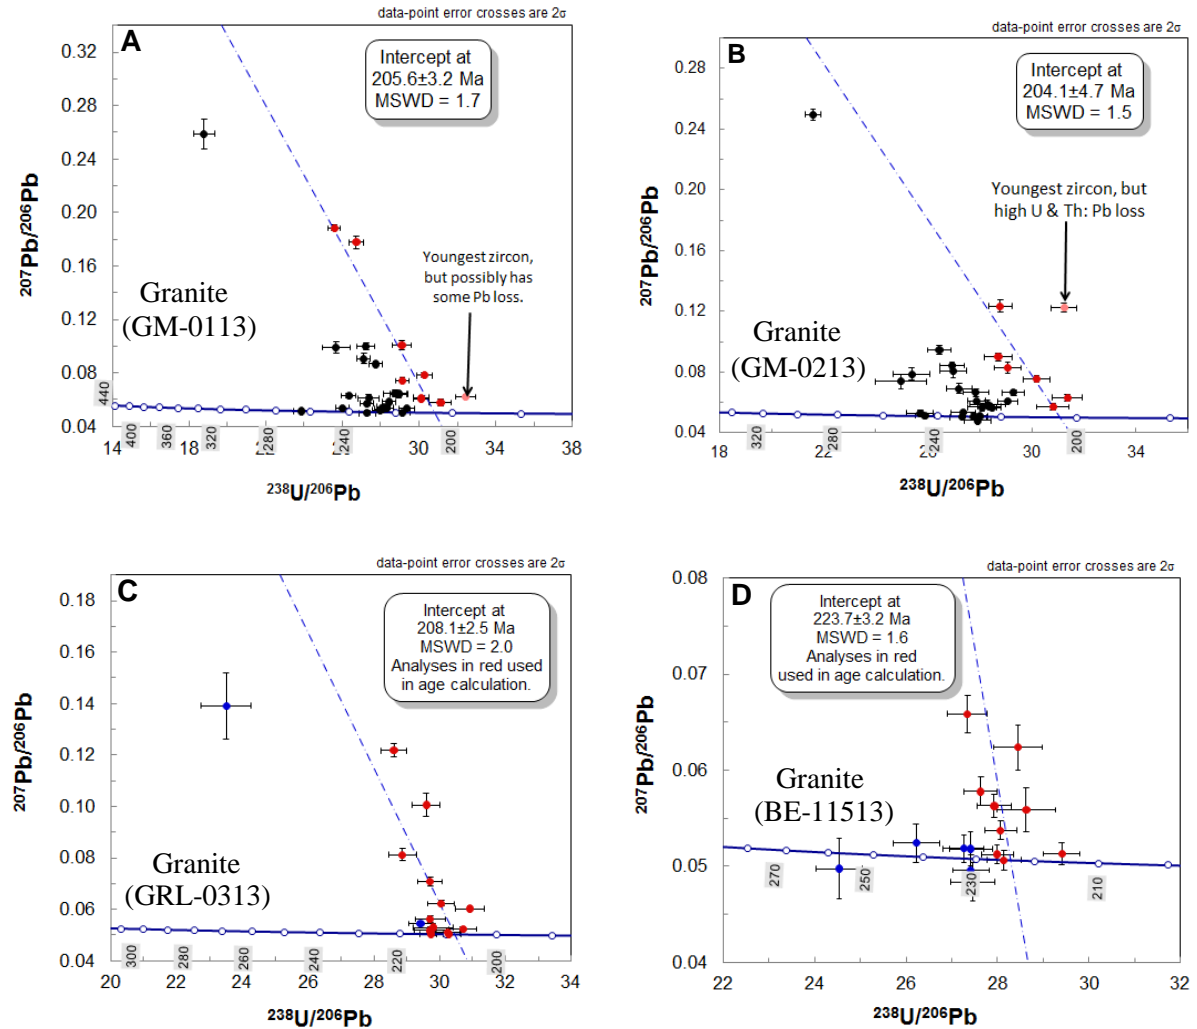 data-point error crosses are 2σ
A
Intercept at
205.6±3.2 Ma
MSWD = 1.7
0.32
0.28
0.24
0.20
0.16
0.12
0.08
0.04
207Pb/206Pb
Granite
(GM-0113)
Youngest zircon,
but possibly has
some Pb loss.
440
400
360
320
280
240
200
14
18
22
26
30
34
38
238U/206Pb
data-point error crosses are 2σ
B
Intercept at
204.1±4.7 Ma
MSWD = 1.5
0.28
0.24
0.20
0.16
0.12
0.08
0.04
207Pb/206Pb
Youngest zircon, but
high U & Th: Pb loss
Granite
(GM-0213)
320
280
240
200
18
22
26
30
34
238U/206Pb
data-point error crosses are 2σ
C
Intercept at
208.1±2.5 Ma
MSWD = 2.0
Analyses in red used
in age calculation.
0.18
0.16
0.14
0.12
0.10
0.08
0.06
0.04
207Pb/206Pb
Granite
(GRL-0313)
300
280
260
240
220
200
20
22
24
26
28
30
32
34
238U/206Pb
data-point error crosses are 2σ
D
Intercept at
223.7±3.2 Ma
MSWD = 1.6
Analyses in red
used in age calculation.
0.08
0.07
0.06
0.05
0.04
207Pb/206Pb
Granite
(BE-11513)
270
250
230
210
22
24
26
28
30
32
238U/206Pb